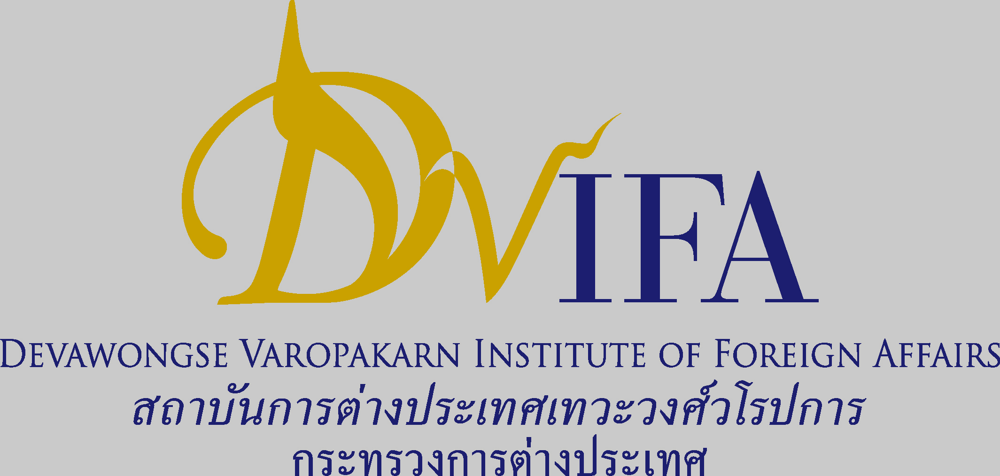 DVIFA
DEVAWONGSE VAROPAKARN INSTITUTE OF FOREIGN AFFAIRS
สถาบันการต่างประเทศเทวะวงศ์วโรปการ
กระทรวงการต่างประเทศ